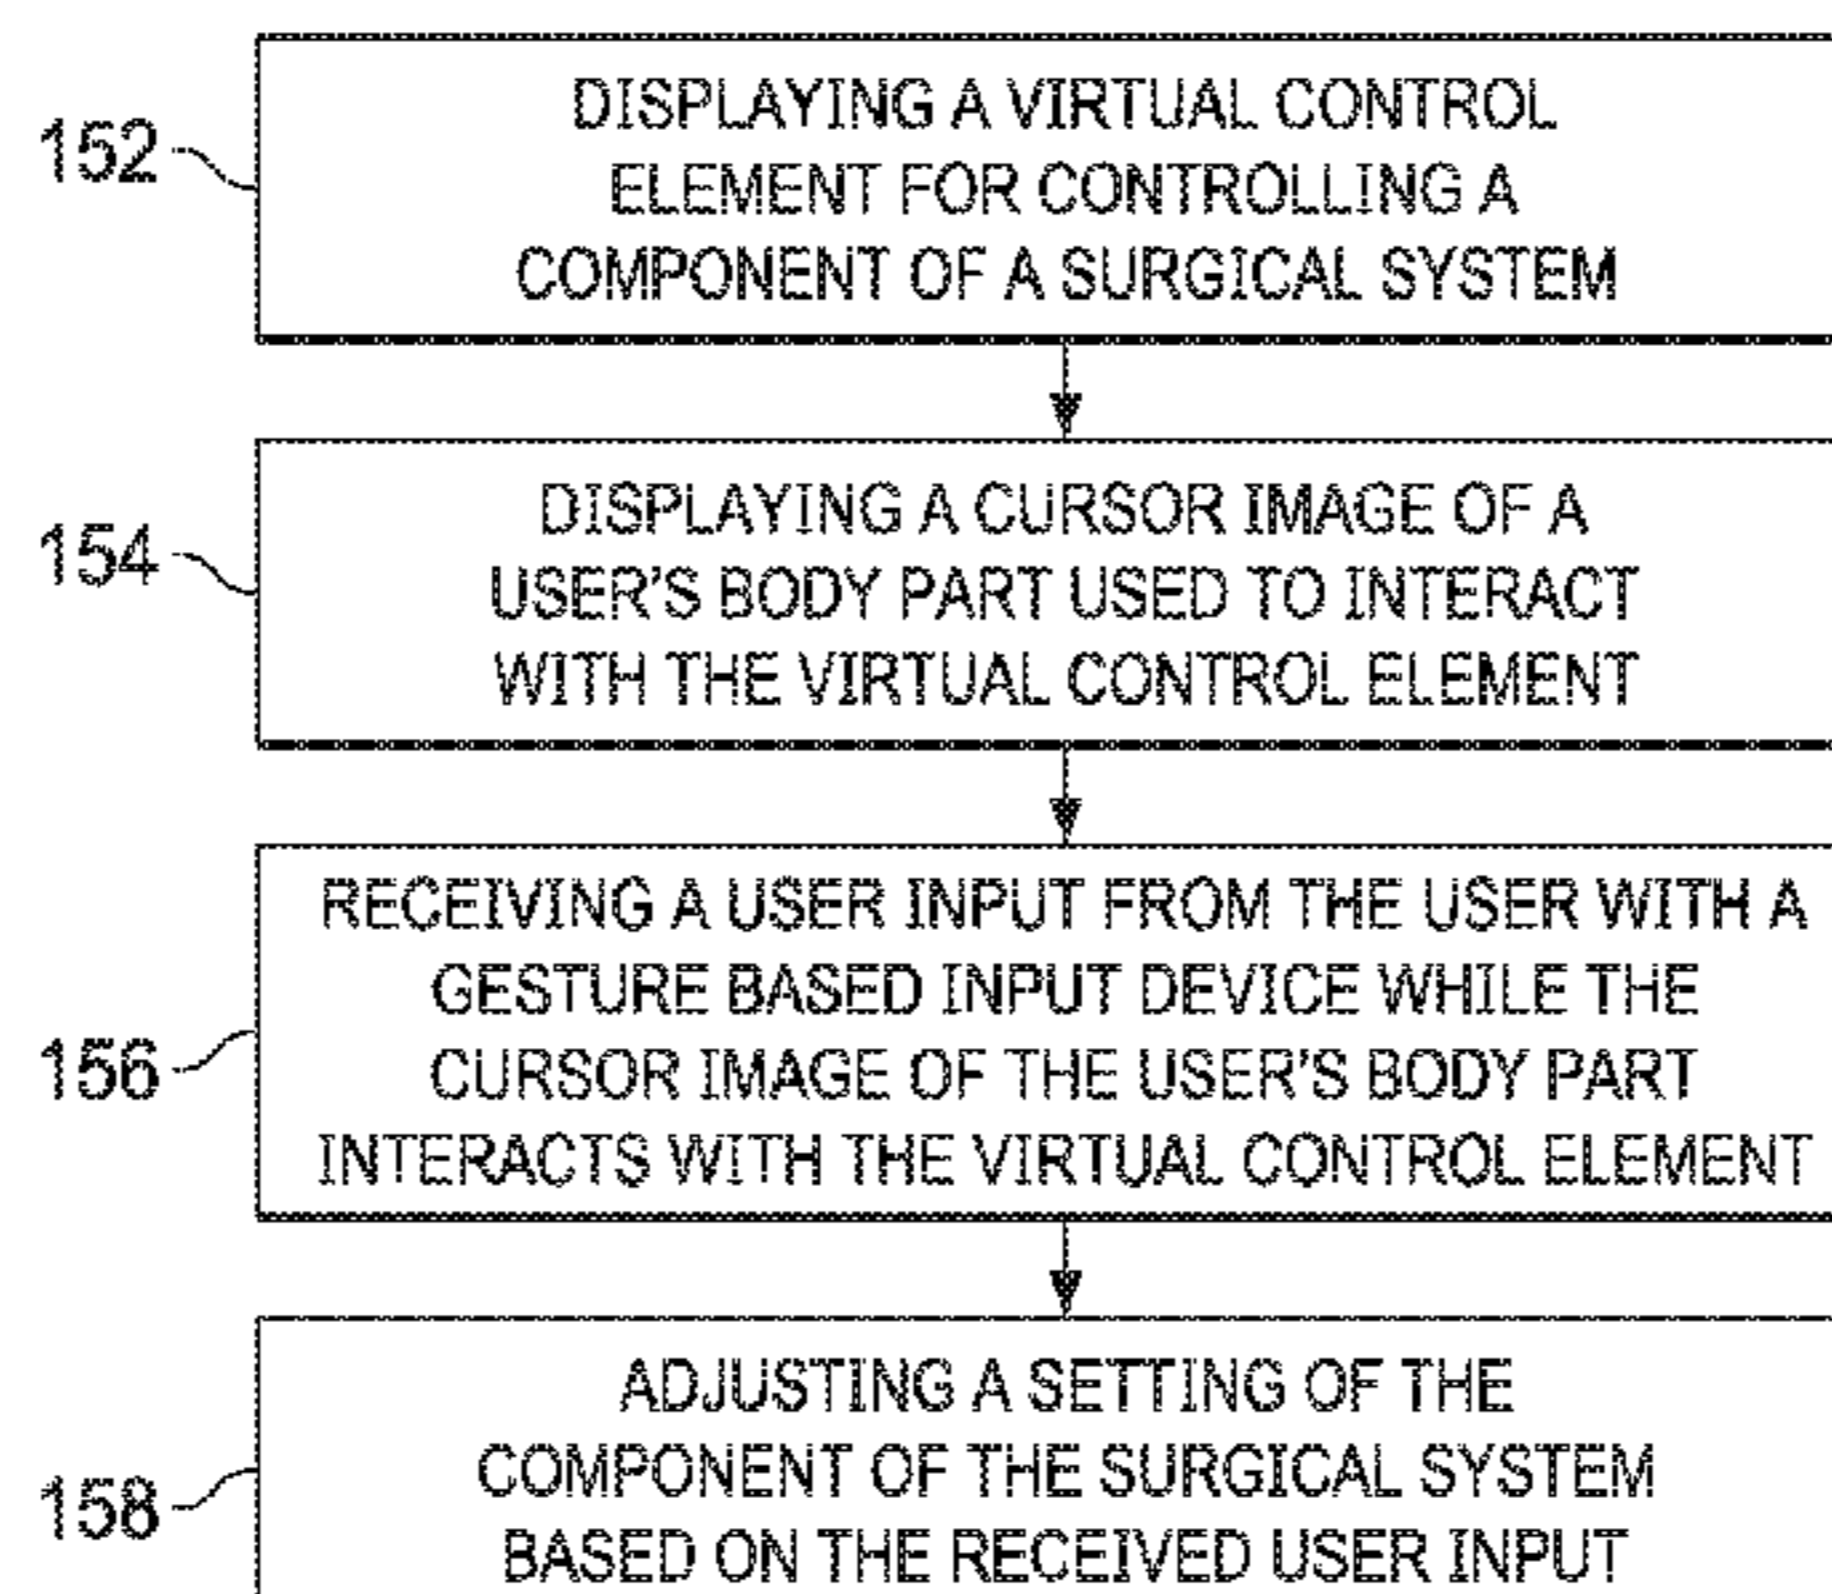 152
DISPLAYING A VIRTUAL CONTROL
ELEMENT FOR CONTROLLING A
COMPONENT OF A SURGICAL SYSTEM
154
DISPLAYING A CURSOR IMAGE OF A
USER'S BODY PART USED TO INTERACT
WITH THE VIRTUAL CONTROL ELEMENT
156
RECEIVING A USER INPUT FROM THE USER WITH A
GESTURE BASED INPUT DEVICE WHILE THE
CURSOR IMAGE OF THE USER'S BODY PART
INTERACTS WITH THE VIRTUAL CONTROL ELEMENT
158
ADJUSTING A SETTING OF THE
COMPONENT OF THE SURGICAL SYSTEM
BASED ON THE RECEIVED USER INPUT